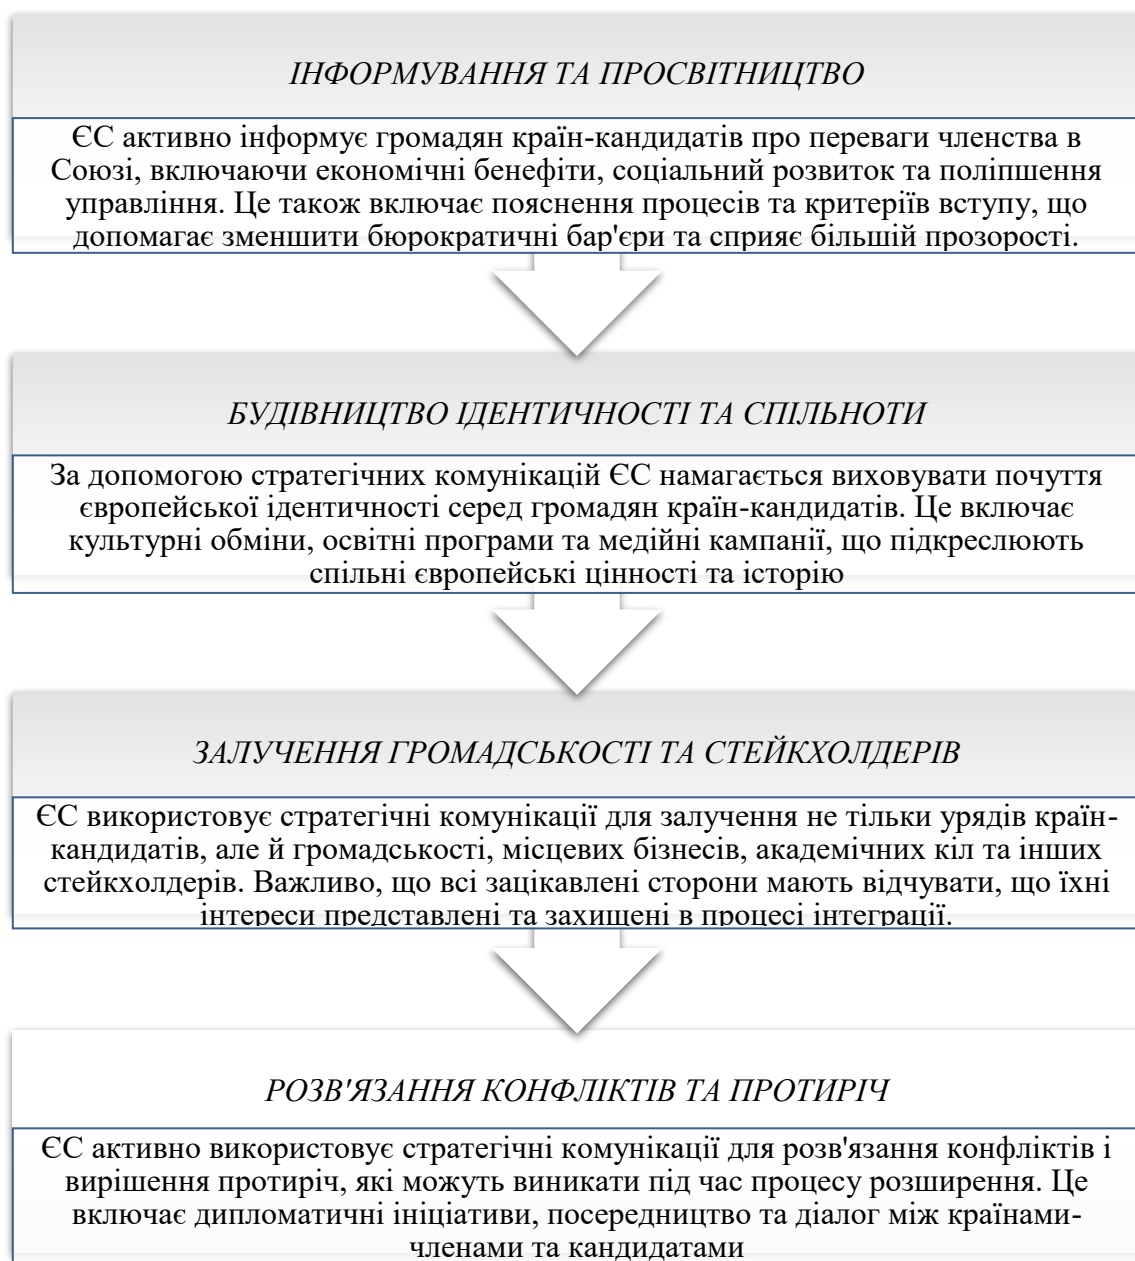 ІНФОРМУВАННЯ ТА ПРОСВІТНИЦТВО
ЄС активно інформує громадян країн-кандидатів про переваги членства в
Союзі, включаючи економічні бенефіти, соціальний розвиток та поліпшення
управління. Це також включає пояснення процесів та критеріїв вступу, що
допомагає зменшити бюрократичні бар'єри та сприяє більшій прозорості.
БУДІВНИЦТВО ІДЕНТИЧНОСТІ ТА СПІЛЬНОТИ
За допомогою стратегічних комунікацій ЄС намагається виховувати почуття
європейської ідентичності серед громадян країн-кандидатів. Це включає
культурні обміни, освітні програми та медійні кампанії, що підкреслюють
спільні європейські цінності та історію
ЗАЛУЧЕННЯ ГРОМАДСЬКОСТІ ТА СТЕЙКХОЛДЕРІВ
ЄС використовує стратегічні комунікації для залучення не тільки урядів країн-
кандидатів, але й громадськості, місцевих бізнесів, академічних кіл та інших
стейкхолдерів. Важливо, що всі зацікавлені сторони мають відчувати, що їхні
інтереси представлені та захищені в процесі інтеграції.
РОЗВ'ЯЗАННЯ КОНФЛІКТІВ ТА ПРОТИРІЧ
ЄС активно використовує стратегічні комунікації для розв'язання конфліктів і
вирішення протиріч, які можуть виникати під час процесу розширення. Це
включає дипломатичні ініціативи, посередництво та діалог між країнами-
членами та кандидатами